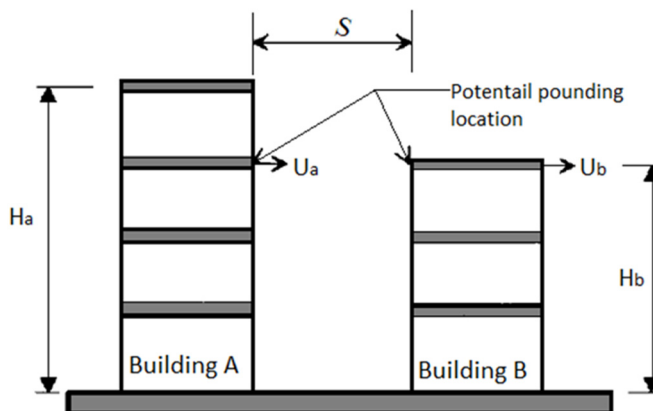 S
Potentail pounding
location
Ua
Ub
Ha
Hb
Building A
Building B